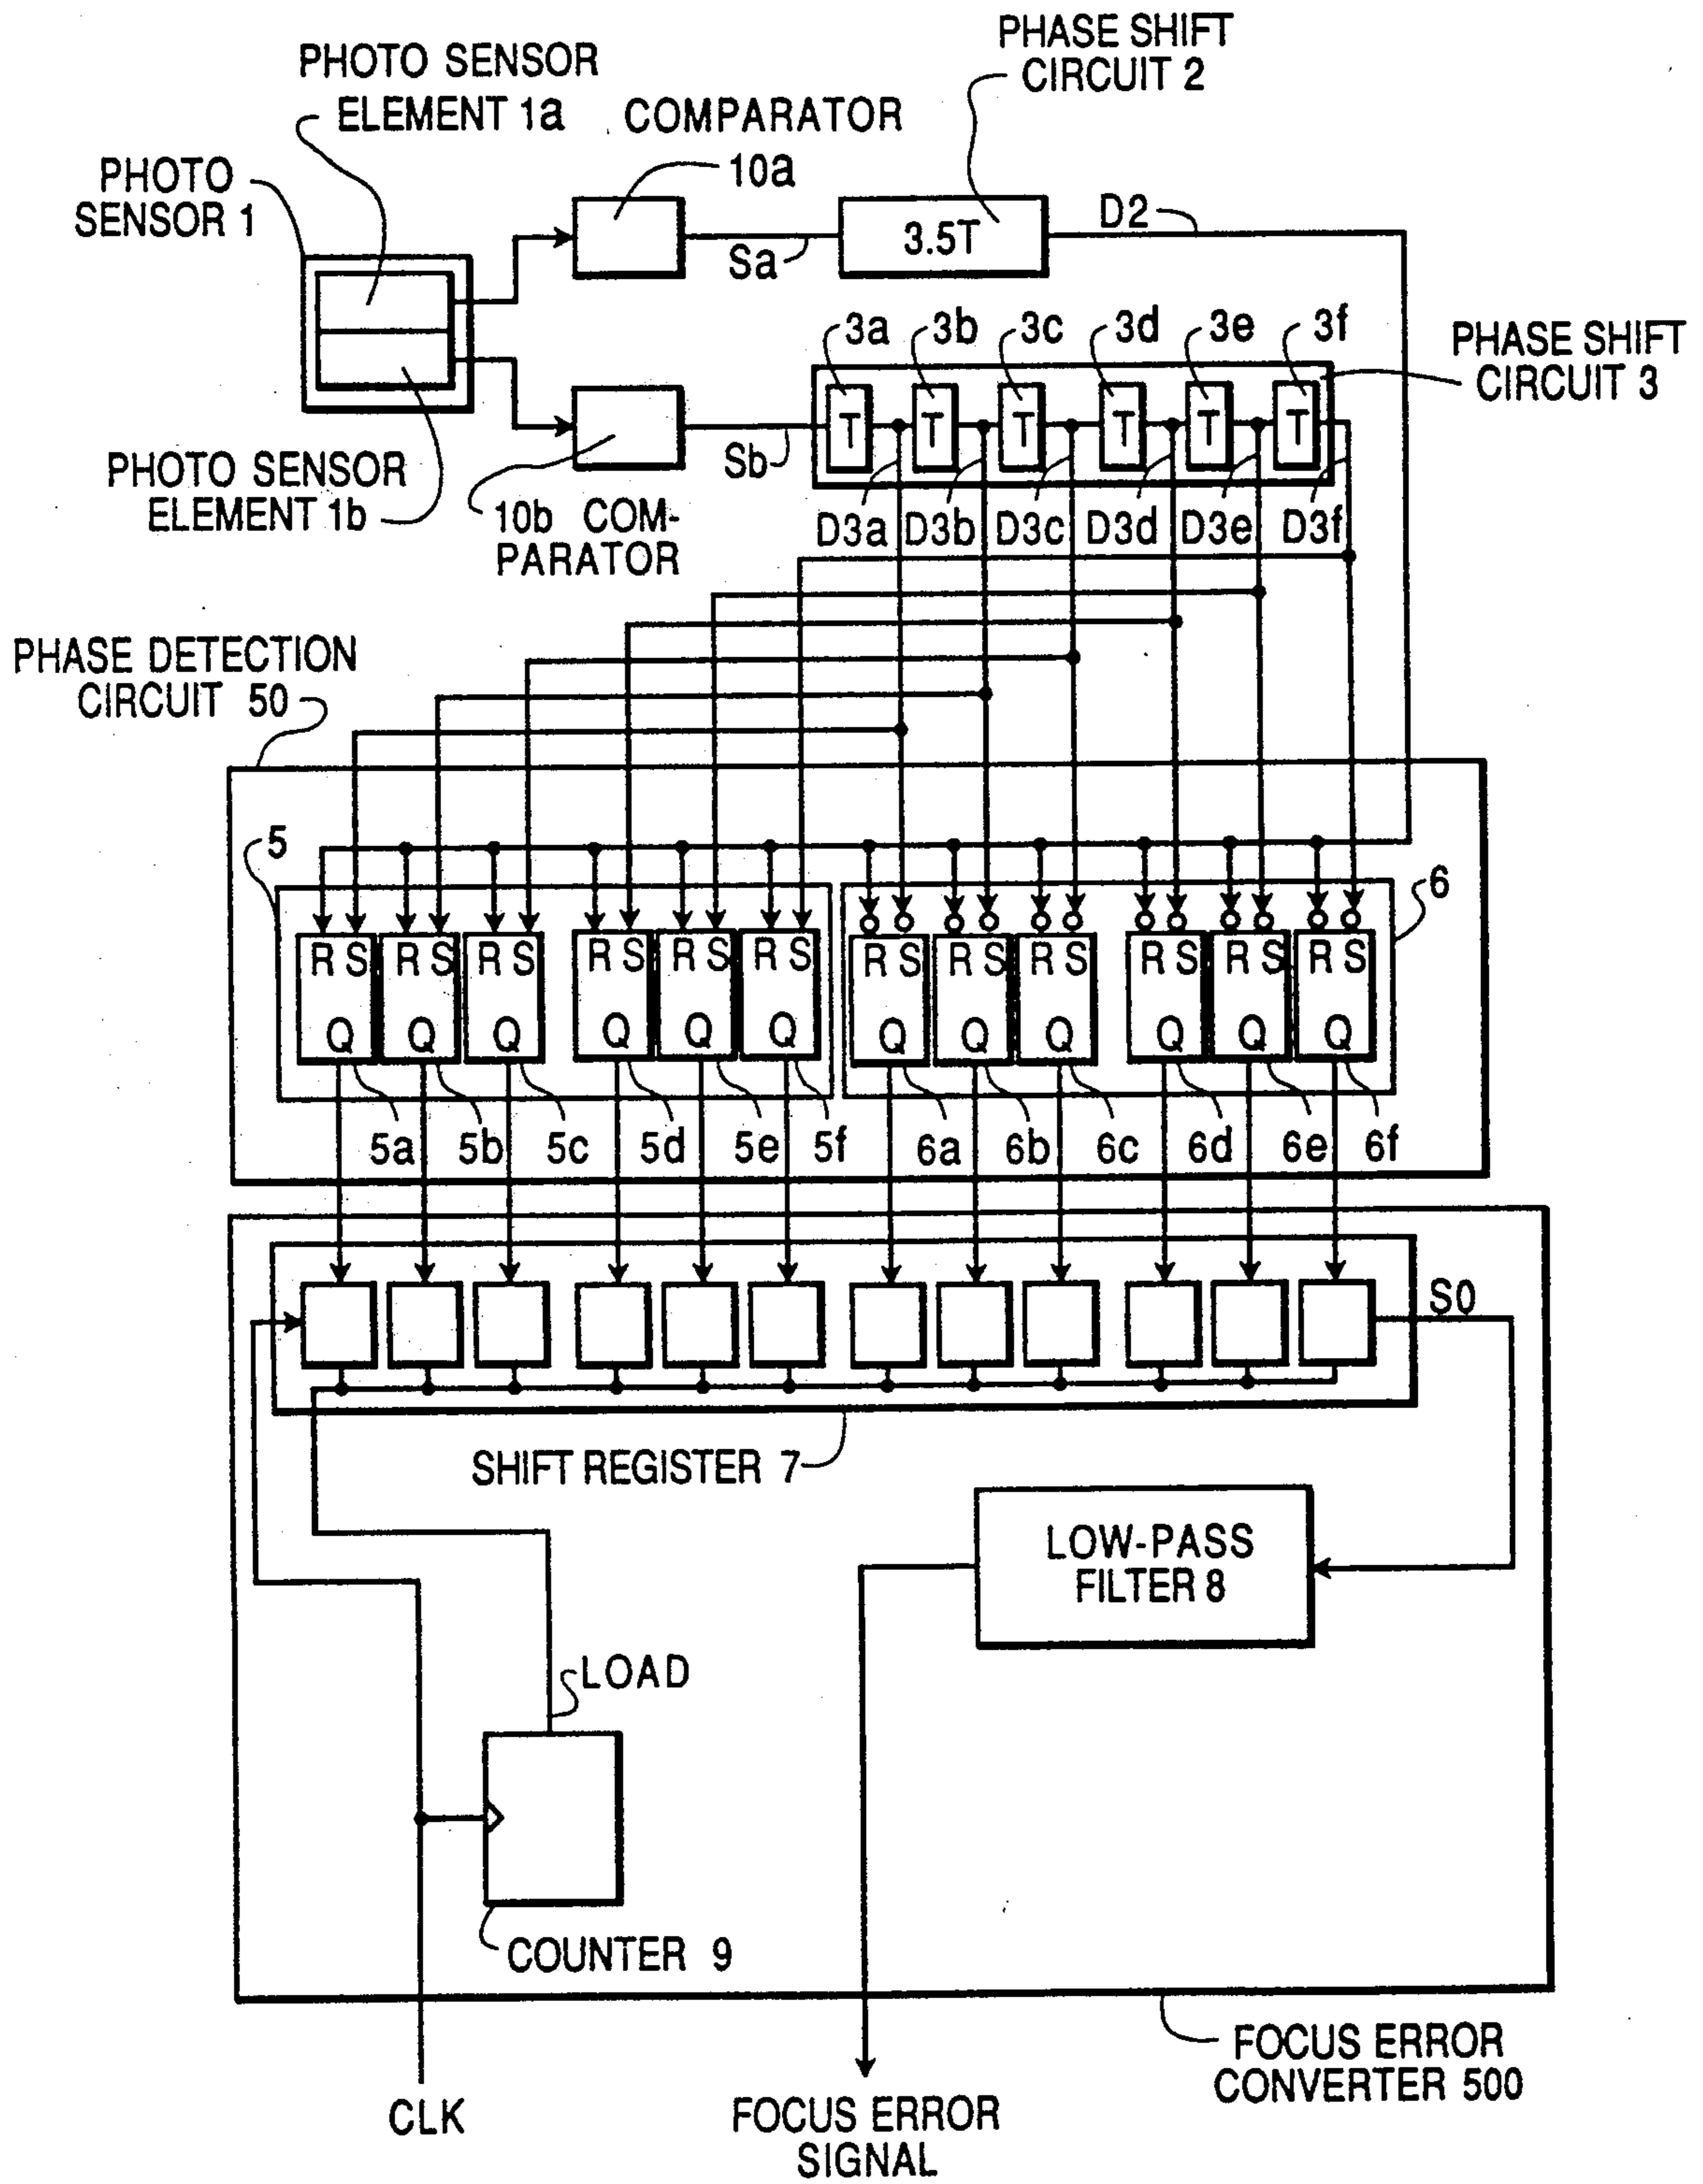 PHASE SHIFT
CIRCUIT 2
PHOTO SENSOR
ELEMENT 1a
COMPARATOR
10a
PHOTO
SENSOR 1
Sa
3.5T
D2
3a 3b 3c 3d 3e 3f
PHASE SHIFT
CIRCUIT 3
T T T T T T
Sb
PHOTO SENSOR
ELEMENT 1b
10b COM-
PARATOR
D3a D3b D3c D3d D3e D3f
PHASE DETECTION
CIRCUIT 50
5
6
R S R S R S R S R S R S R S R S R S R S R S R S
Q Q Q Q Q Q Q Q Q Q Q Q
5a 5b 5c 5d 5e 5f 6a 6b 6c 6d 6e 6f
S0
SHIFT REGISTER 7
LOW-PASS
FILTER 8
LOAD
COUNTER 9
FOCUS ERROR
CONVERTER 500
CLK
FOCUS ERROR
SIGNAL